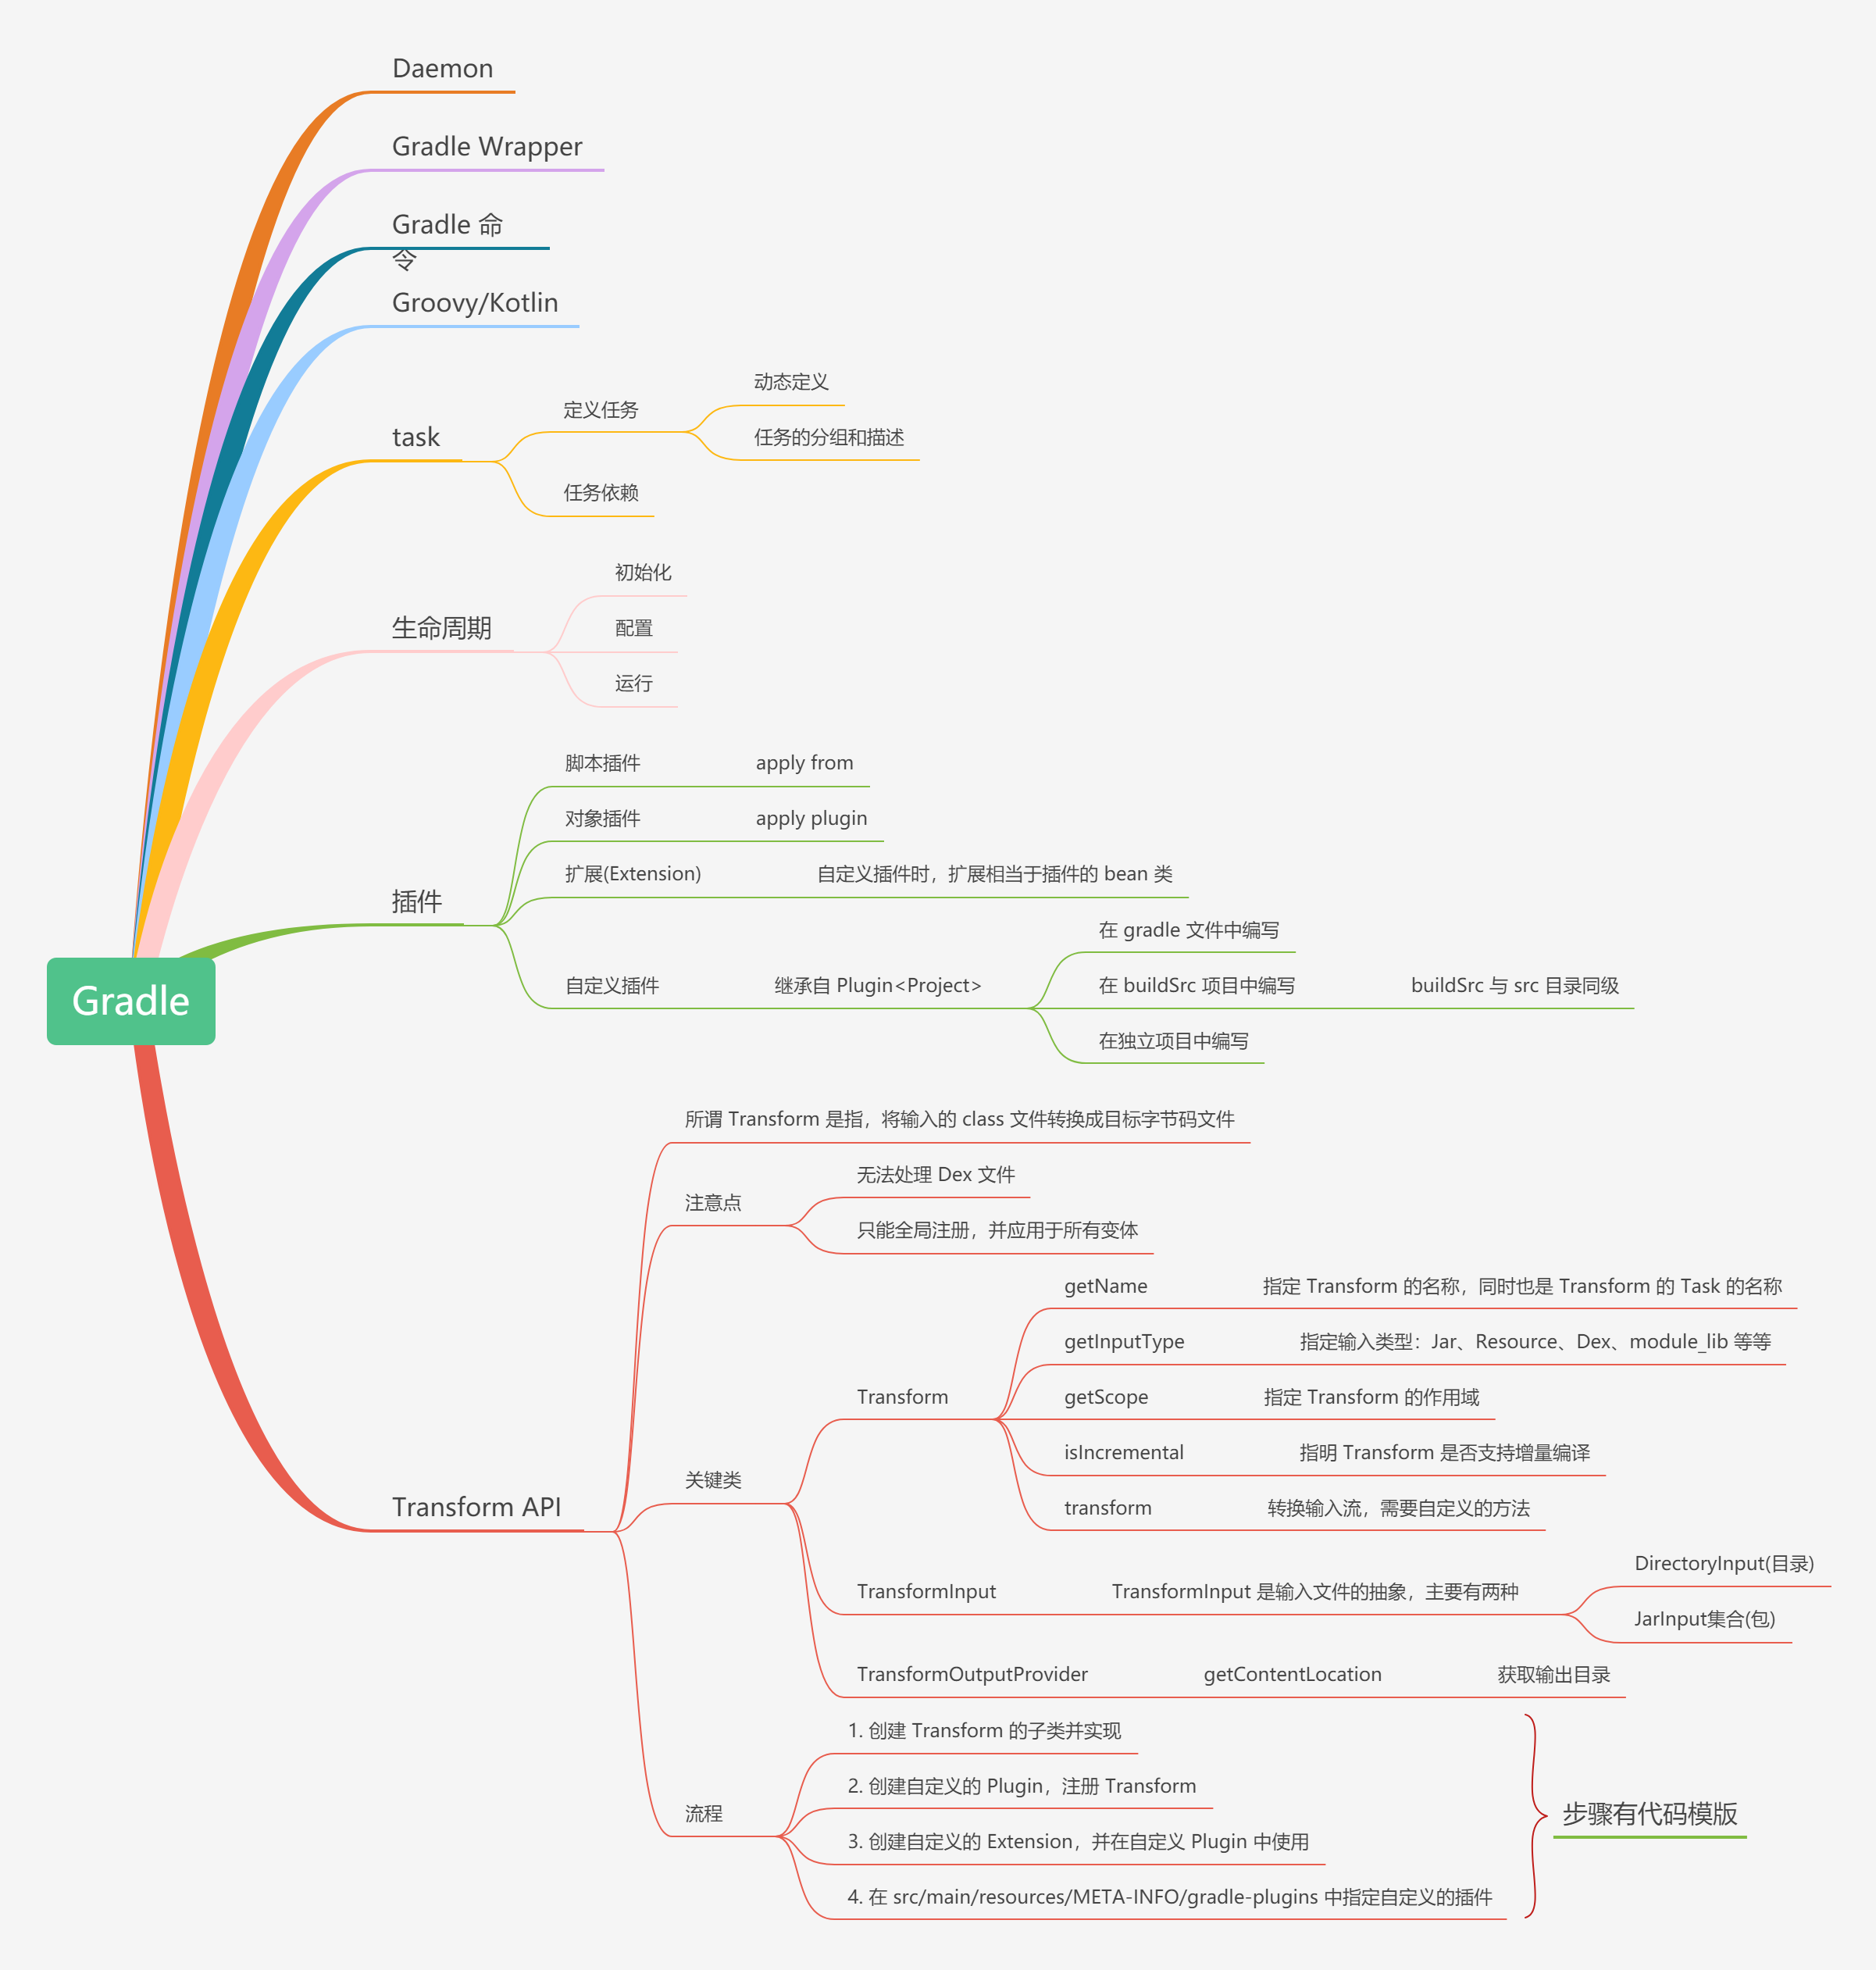 Daemon
Gradle Wrapper
Gradle 命
令
Groovy/Kotlin
task
定义任务
动态定义
任务的分组和描述
任务依赖
生命周期
初始化
配置
运行
插件
脚本插件
apply from
对象插件
apply plugin
扩展(Extension)
自定义插件时，扩展相当于插件的 bean 类
自定义插件
继承自 Plugin<Project>
在 gradle 文件中编写
在 buildSrc 项目中编写
buildSrc 与 src 目录同级
在独立项目中编写
Gradle
Transform API
所谓 Transform 是指，将输入的 class 文件转换成目标字节码文件
注意点
无法处理 Dex 文件
只能全局注册，并应用于所有变体
关键类
Transform
getName
指定 Transform 的名称，同时也是 Transform 的 Task 的名称
getInputType
指定输入类型：Jar、Resource、Dex、module_lib 等等
getScope
指定 Transform 的作用域
isIncremental
指明 Transform 是否支持增量编译
transform
转换输入流，需要自定义的方法
TransformInput
TransformInput 是输入文件的抽象，主要有两种
DirectoryInput(目录)
JarInput集合(包)
TransformOutputProvider
getContentLocation
获取输出目录
流程
1. 创建 Transform 的子类并实现
2. 创建自定义的 Plugin，注册 Transform
3. 创建自定义的 Extension，并在自定义 Plugin 中使用
4. 在 src/main/resources/META-INFO/gradle-plugins 中指定自定义的插件
步骤有代码模版